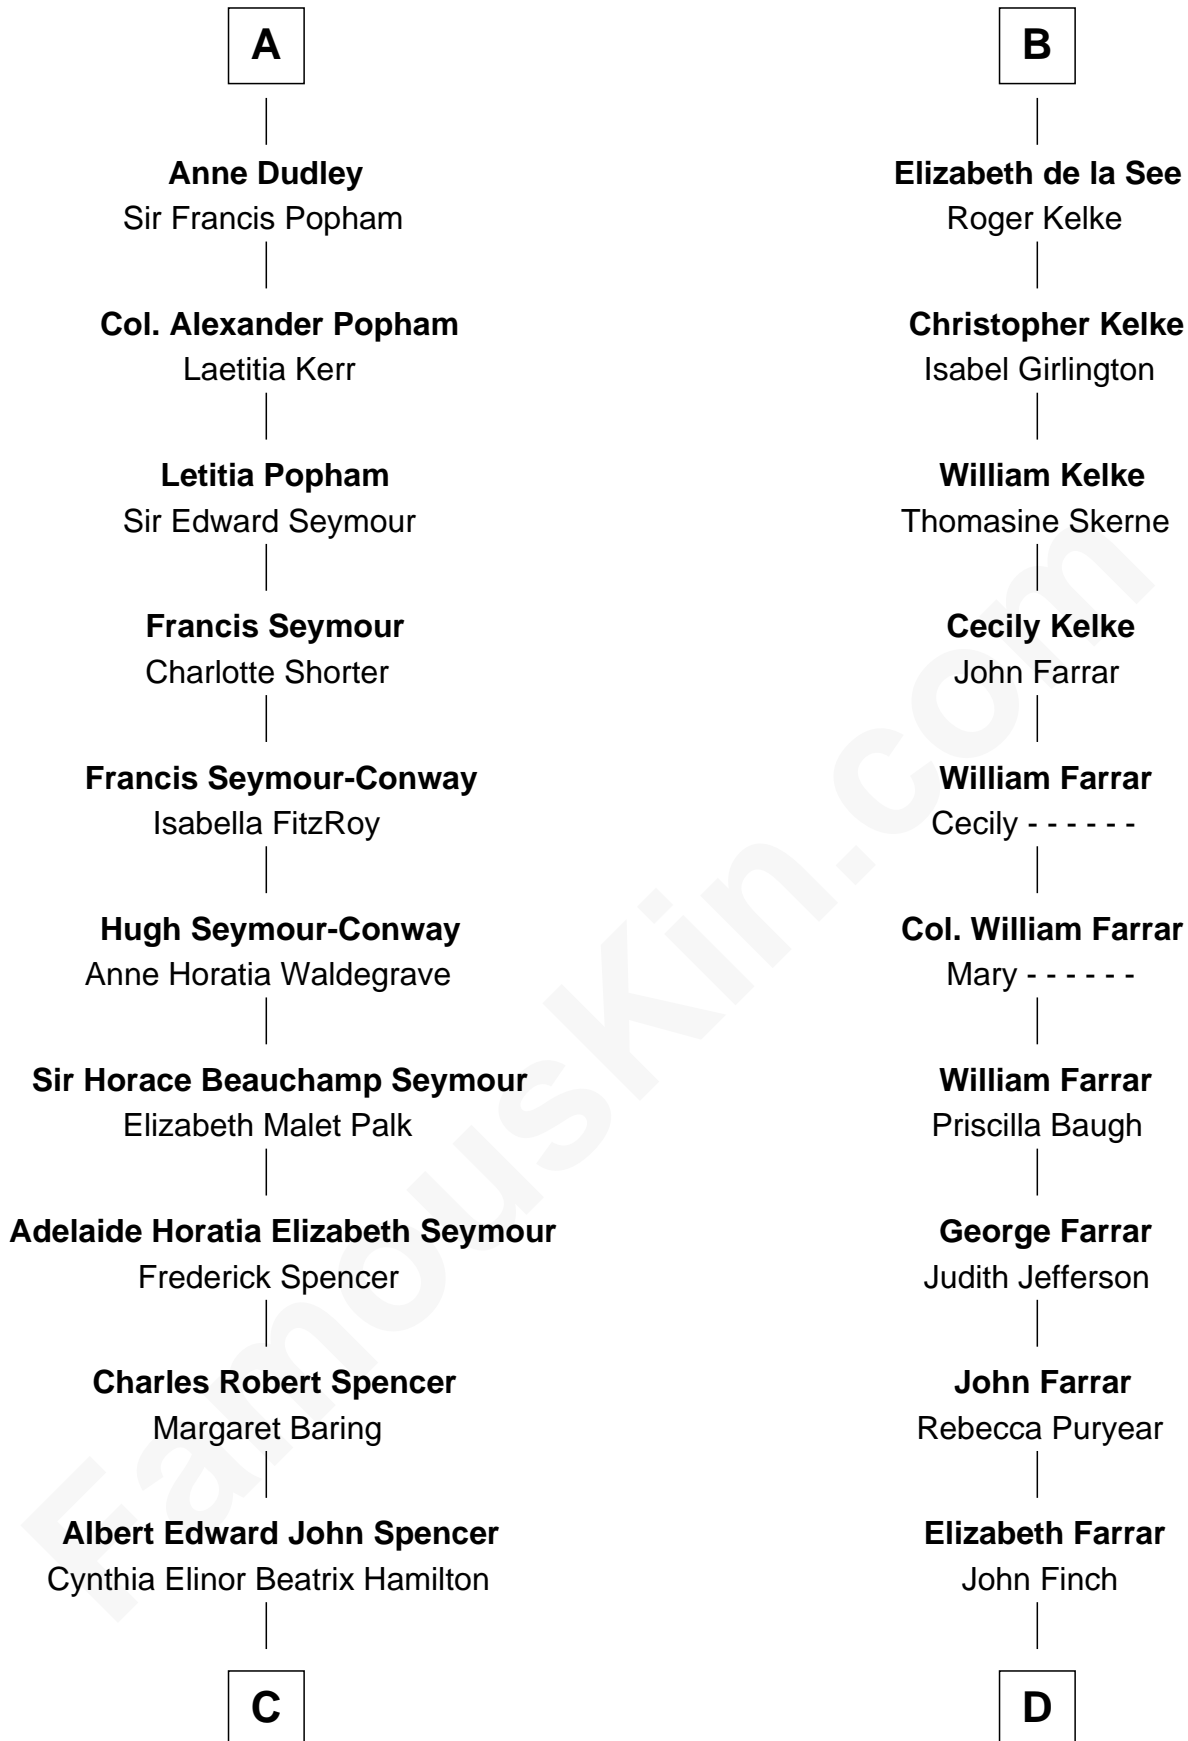 A
Anne Dudley
Sir Francis Popham
Col. Alexander Popham
Laetitia Kerr
Letitia Popham
Sir Edward Seymour
Francis Seymour
Charlotte Shorter
Francis Seymour-Conway
Isabella FitzRoy
Hugh Seymour-Conway
Anne Horatia Waldegrave
Sir Horace Beauchamp Seymour
Elizabeth Malet Palk
Adelaide Horatia Elizabeth Seymour
Frederick Spencer
Charles Robert Spencer
Margaret Baring
Albert Edward John Spencer
Cynthia Elinor Beatrix Hamilton
C
B
Elizabeth de la See
Roger Kelke
Christopher Kelke
Isabel Girlington
William Kelke
Thomasine Skerne
Cecily Kelke
John Farrar
William Farrar
Cecily - - - - - -
Col. William Farrar
Mary - - - - - -
William Farrar
Priscilla Baugh
George Farrar
Judith Jefferson
John Farrar
Rebecca Puryear
Elizabeth Farrar
John Finch
D
FamousKin.com